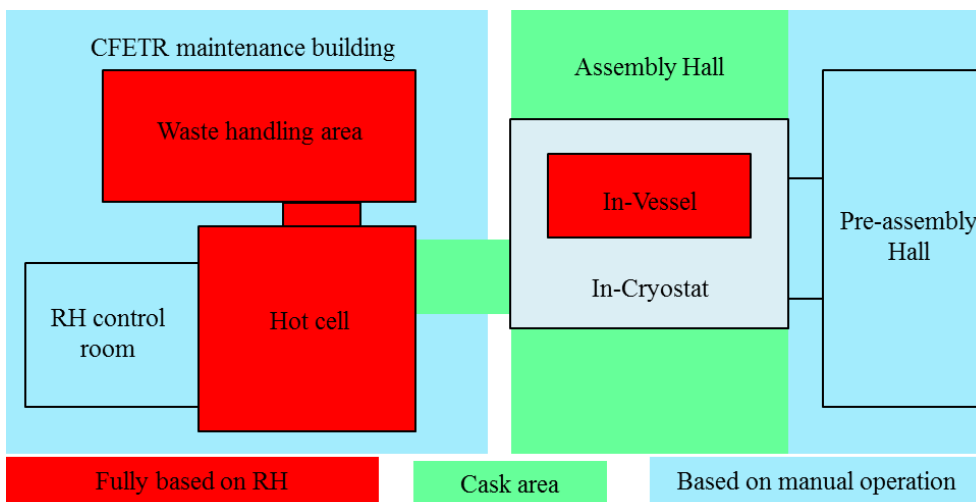 CFETR maintenance building
Waste handling area
RH control
room
Hot cell
Assembly Hall
In-Vessel
In-Cryostat
Pre-assembly
Hall
Fully based on RH
Cask area
Based on manual operation